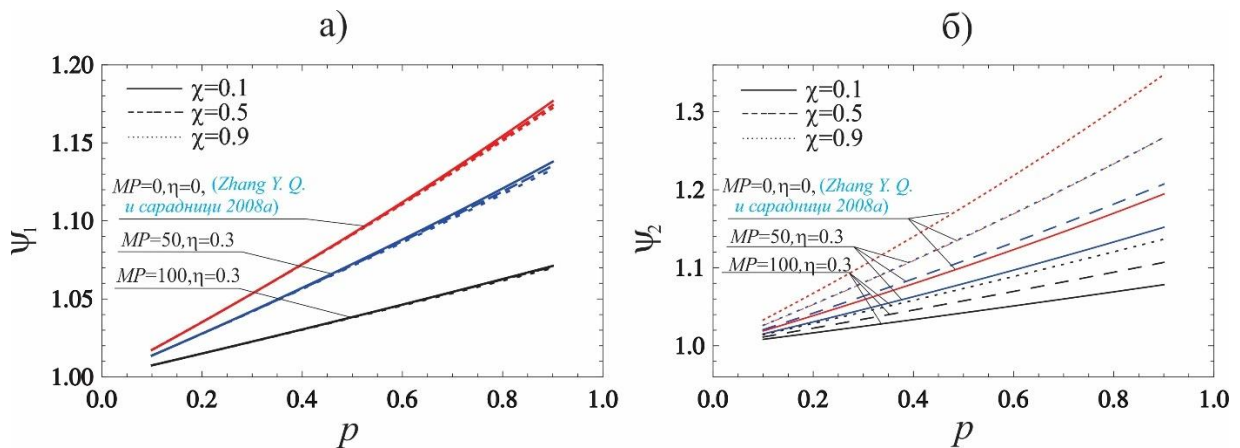 а)
1.20
1.15
1.10
1.05
1.00
ψ1
χ=0.1
χ=0.5
χ=0.9
MP=0,η=0, (Zhang Y. Q.
и сарадници 2008a)
MP=50,η=0.3
MP=100,η=0.3
0.0 0.2 0.4 0.6 0.8 1.0
p
б)
1.3
1.2
1.1
1.0
ψ2
χ=0.1
χ=0.5
χ=0.9
MP=0,η=0, (Zhang Y. Q.
и сарадници 2008a)
MP=50,η=0.3
MP=100,η=0.3
0.0 0.2 0.4 0.6 0.8 1.0
p